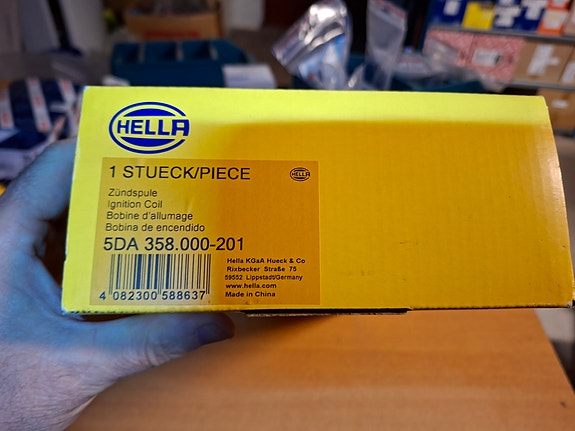 HELLA
1 STUECK/PIECE
HELLA
Zündspule
Ignition Coil
Bobine d'allumage
Bobina de encendido
5DA 358.000-201
Hella KGaA Hueck & Co
Rixbecker Straße 75
59552 Lippstadt/Germany
www.hella.com
Made in China
4 082300 588637